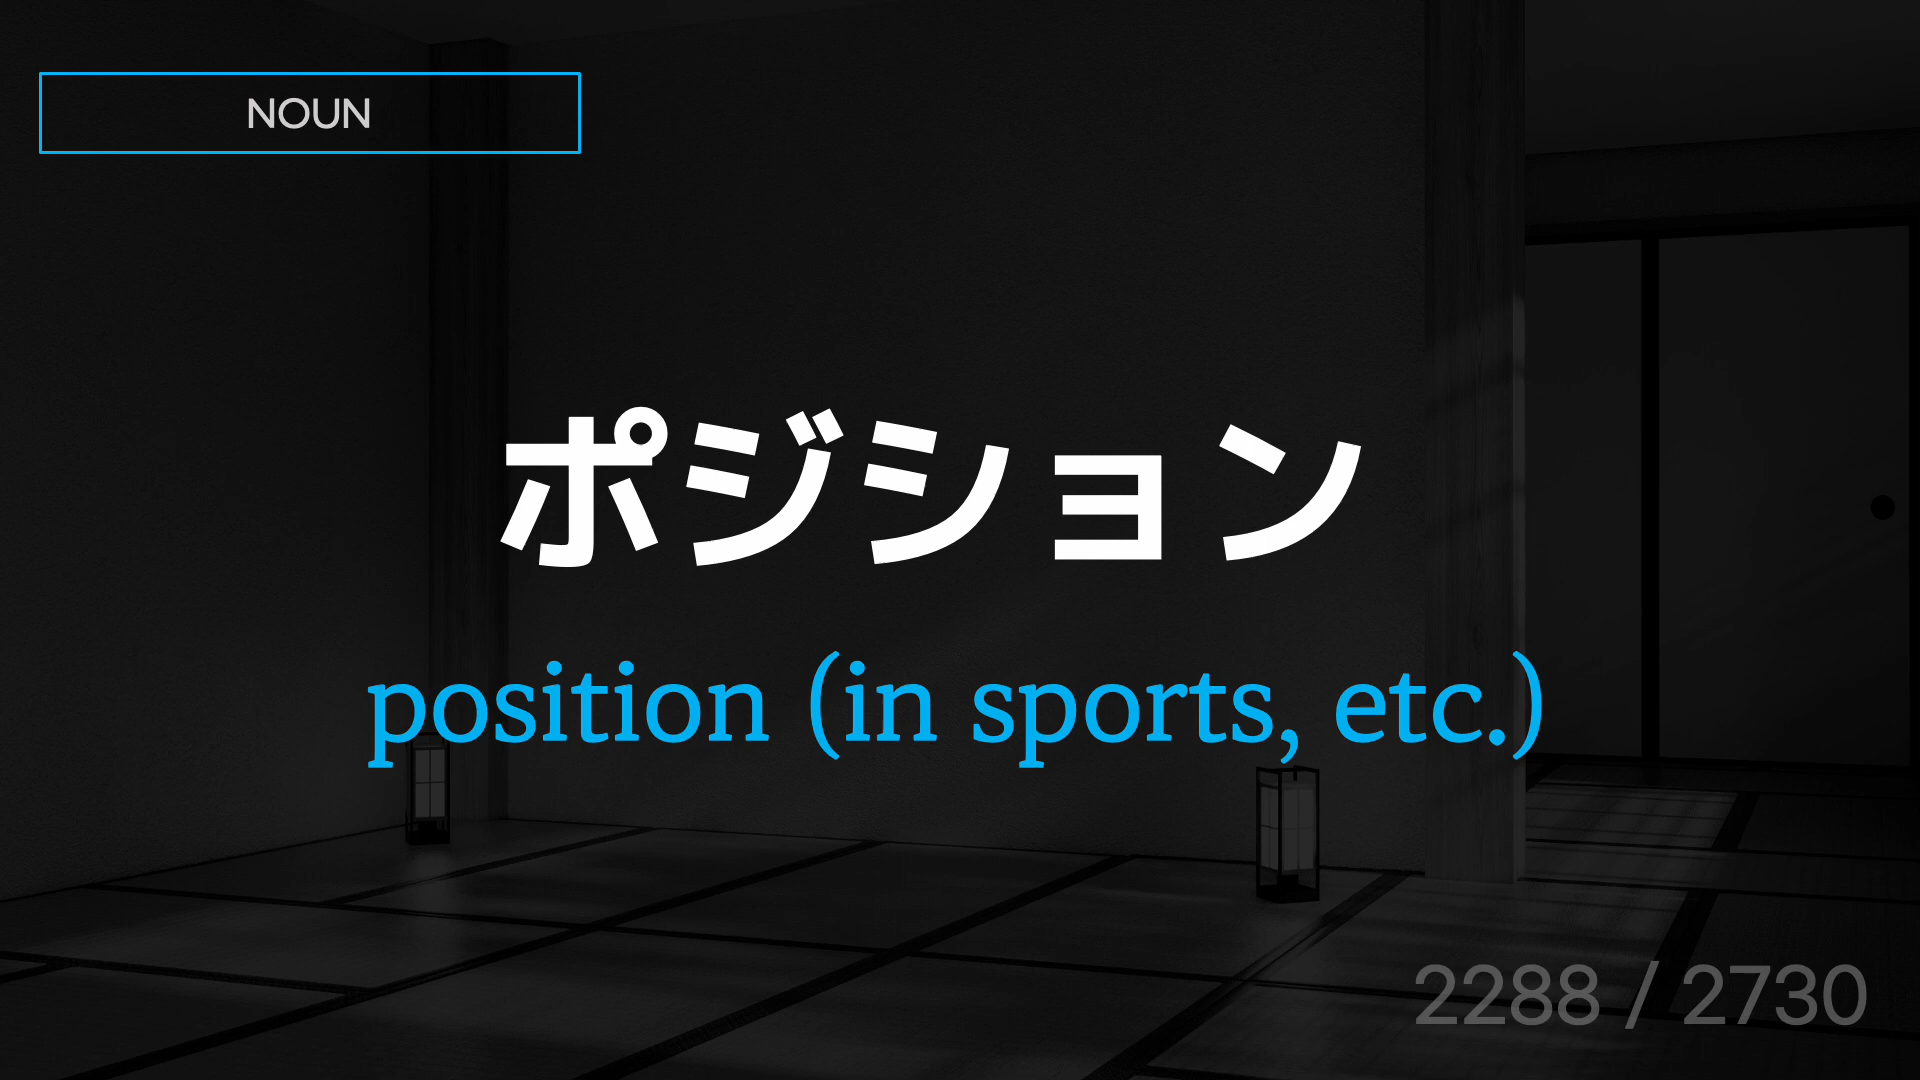 NOUN
ポジション
position (in sports, etc.)
2288 / 2730